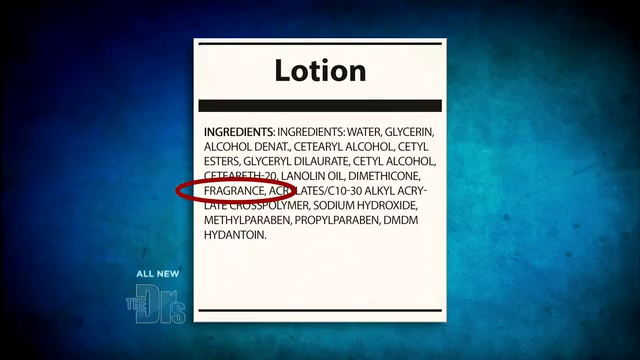 Lotion
INGREDIENTS: INGREDIENTS: WATER, GLYCERIN,
ALCOHOL DENAT., CETEARYL ALCOHOL, CETYL
ESTERS, GLYCERYL DILAURATE, CETYL ALCOHOL,
CETEARETH-20, LANOLIN OIL, DIMETHICONE,
FRAGRANCE, ACRYLATES/C10-30 ALKYL ACRY-
LATE CROSSPOLYMER, SODIUM HYDROXIDE,
METHYLPARABEN, PROPYLPARABEN, DMDM
HYDANTOIN.
ALL NEW
THE Drs